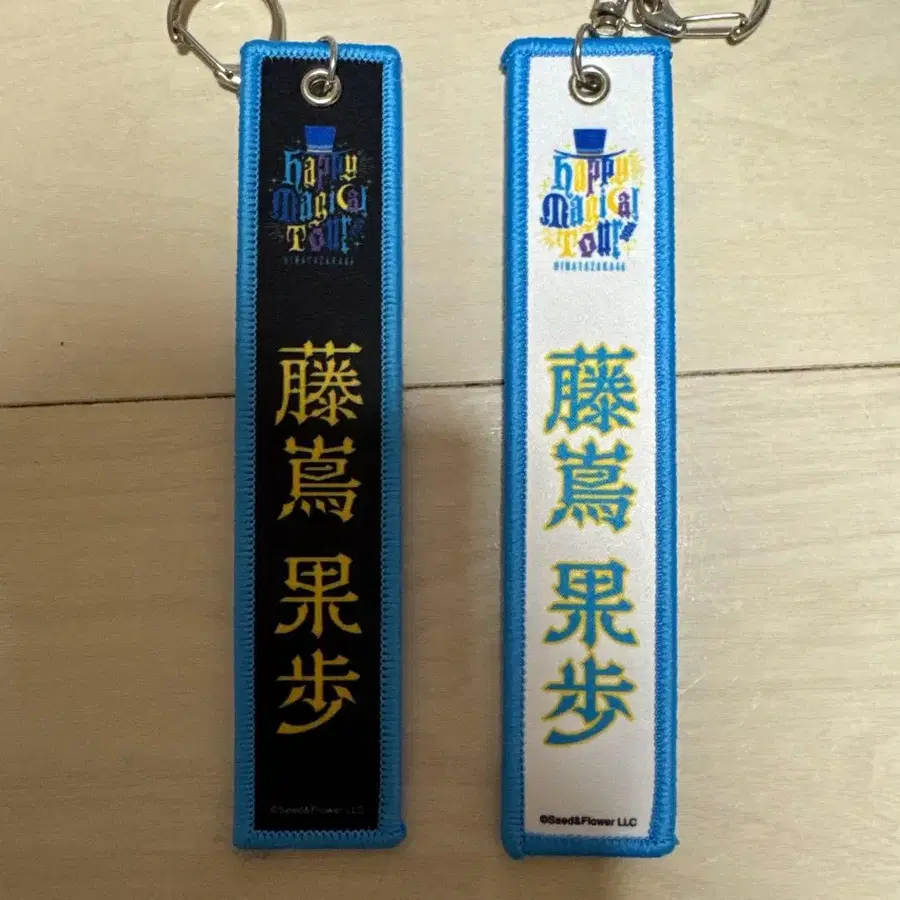 happy
Magical
Tour
HINATAZAKA46
藤嶌 果歩
©Seed&Flower LLC
happy
Magical
Tour
HINATAZAKA46
藤嶌 果歩
©Seed&Flower LLC